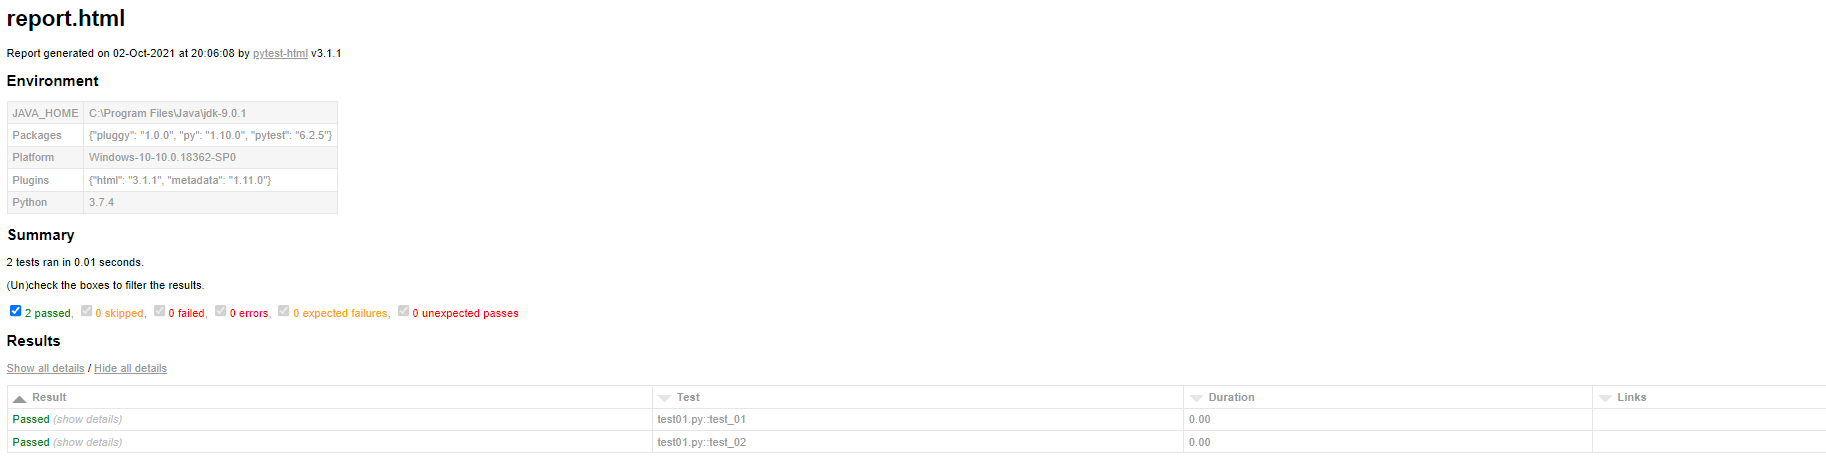 report.html
Report generated on 02-Oct-2021 at 20:06:08 by pytest-html v3.1.1
Environment
JAVA_HOME C:\Program Files\Java\jdk-9.0.1
Packages {"pluggy": "1.0.0", "py": "1.10.0", "pytest": "6.2.5"}
Platform Windows-10-10.0.18362-SP0
Plugins {"html": "3.1.1", "metadata": "1.11.0"}
Python 3.7.4
Summary
2 tests ran in 0.01 seconds.
(Un)check the boxes to filter the results.
2 passed, 0 skipped, 0 failed, 0 errors, 0 expected failures, 0 unexpected passes
Results
Show all details / Hide all details
Result Test Duration Links
Passed (show details) test01.py::test_01 0.00
Passed (show details) test01.py::test_02 0.00